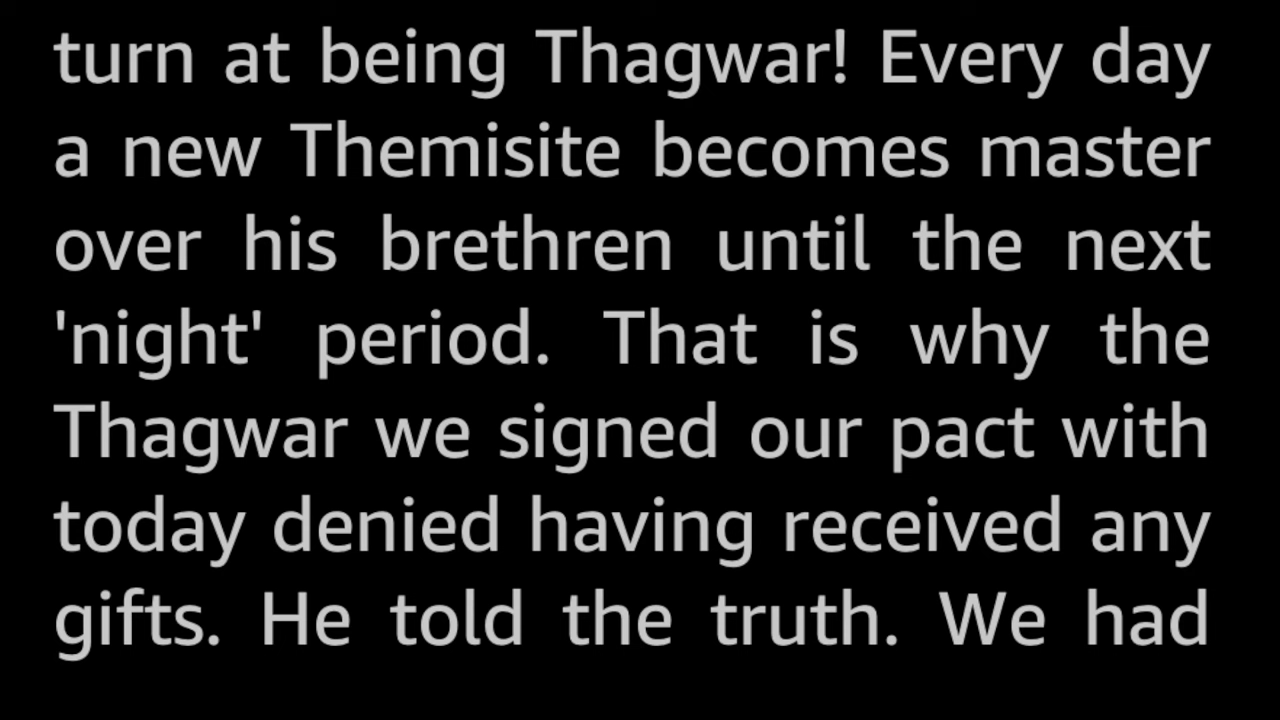 turn at being Thagwar! Every day
a new Themisite becomes master
over his brethren until the next
'night' period. That is why the
Thagwar we signed our pact with
today denied having received any
gifts. He told the truth. We had